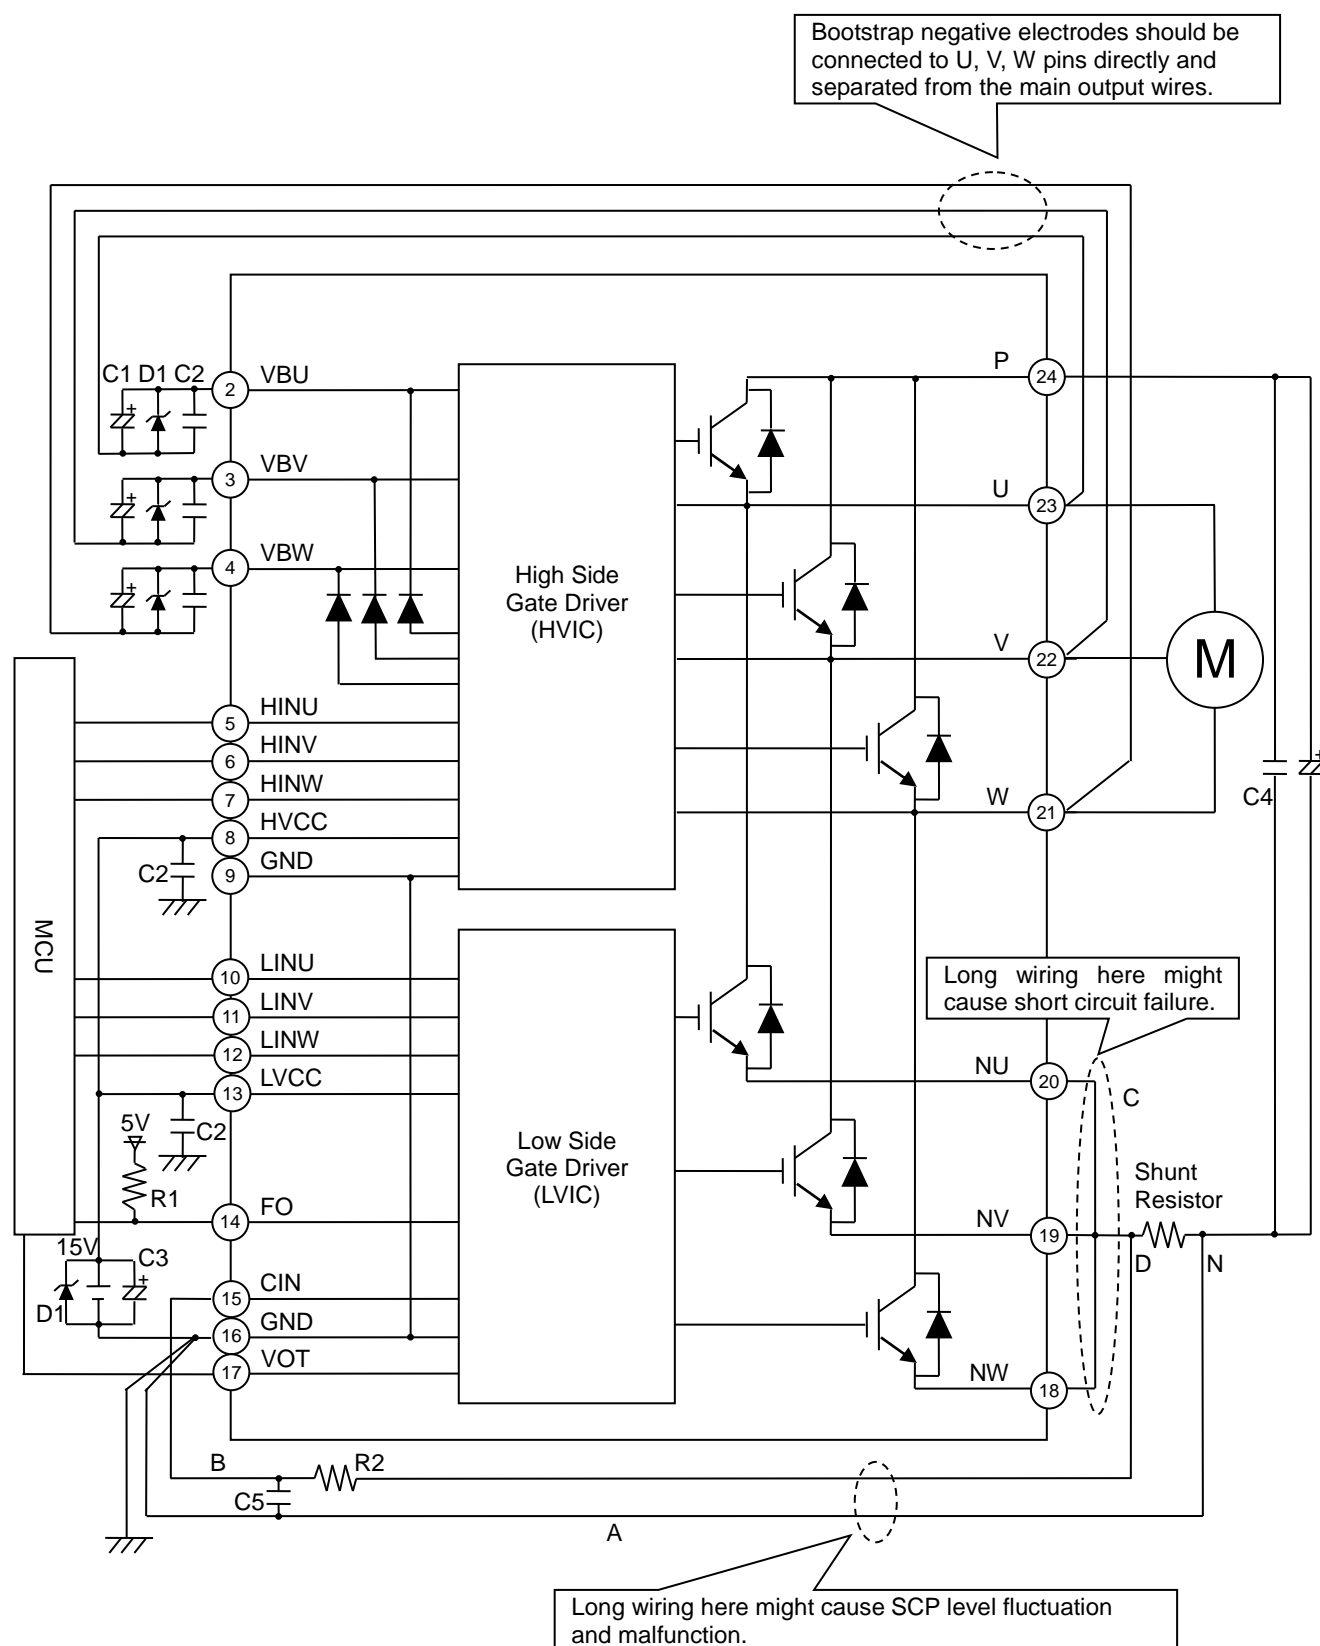 Bootstrap negative electrodes should be
connected to U, V, W pins directly and
separated from the main output wires.
C1 D1 C2
2
VBU
P
24
3
VBV
U
23
4
VBW
High Side
Gate Driver
(HVIC)
V
22
M
5
HINU
6
HINV
7
HINW
W
21
C4
+
+
+
+
8
HVCC
C2
9
GND
MCU
10
LINU
Long wiring here might
cause short circuit failure.
11
LINV
12
LINW
13
LVCC
NU
20
C
5V
C2
Low Side
Gate Driver
(LVIC)
Shunt
Resistor
R1
14
FO
NV
19
15V
C3
+
D
N
D1
15
CIN
16
GND
17
VOT
NW
18
B
R2
C5
A
Long wiring here might cause SCP level fluctuation
and malfunction.